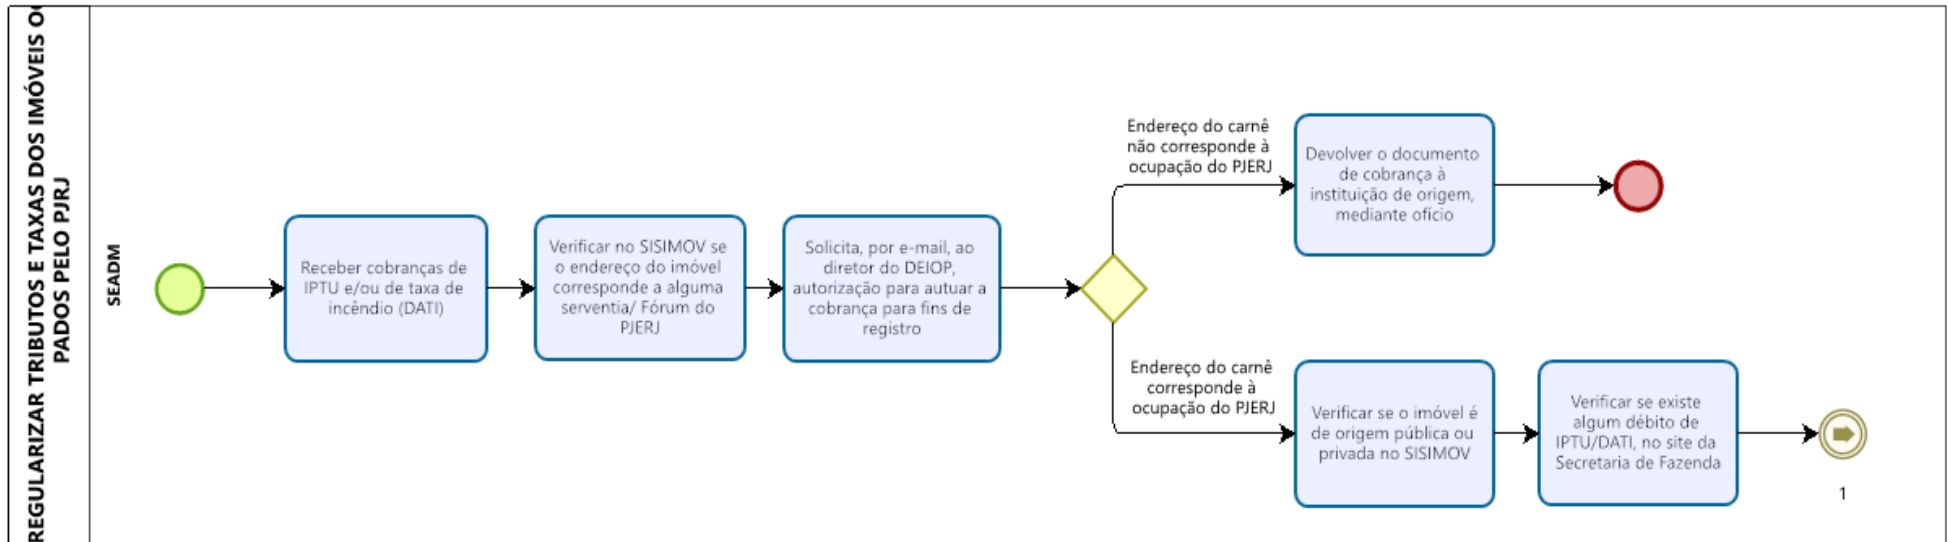 REGULARIZAR TRIBUTOS E TAXAS DOS IMÓVEIS OC
PADOS PELO PJRJ
SEADM
Receber cobranças de
IPTU e/ou de taxa de
incêndio (DATI)
Verificar no SISIMOV se
o endereço do imóvel
corresponde a alguma
serventia/ Fórum do
PJERJ
Solicita, por e-mail, ao
diretor do DEIOP,
autorização para autuar a
cobrança para fins de
registro
Endereço do carnê
não corresponde à
ocupação do PJERJ
Devolver o documento
de cobrança à
instituição de origem,
mediante ofício
Endereço do carnê
corresponde à
ocupação do PJERJ
Verificar se o imóvel é
de origem pública ou
privada no SISIMOV
Verificar se existe
algum débito de
IPTU/DATI, no site da
Secretaria de Fazenda
1